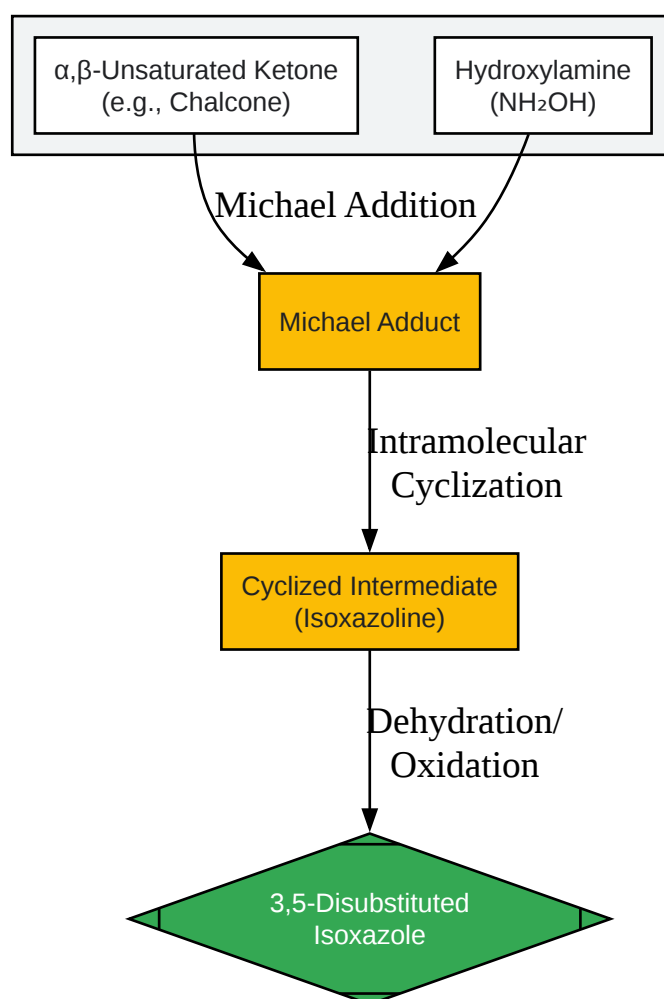 α,β-Unsaturated Ketone
(e.g., Chalcone)
Hydroxylamine
(NH₂OH)
Michael Addition
Michael Adduct
Intramolecular
Cyclization
Cyclized Intermediate
(Isoxazoline)
Dehydration/
Oxidation
3,5-Disubstituted
Isoxazole